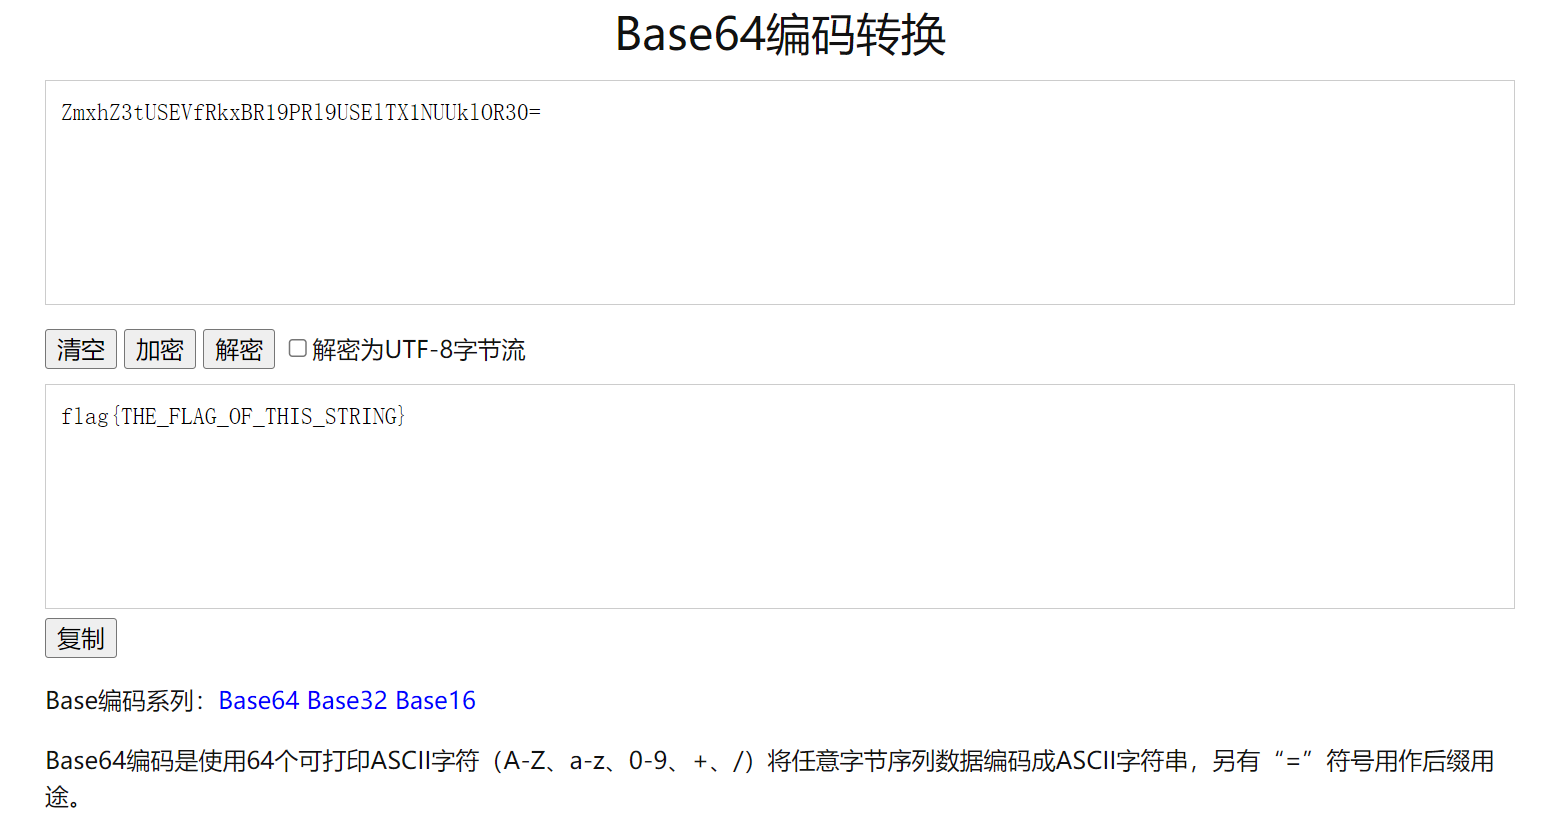 Base64编码转换
ZmxhZ3tUSEVfRkxBR19PRl9USElTX1NUUklOR30=
清空 加密 解密 解密为UTF-8字节流
flag{THE_FLAG_OF_THIS_STRING}
复制
Base编码系列：Base64 Base32 Base16
Base64编码是使用64个可打印ASCII字符（A-Z、a-z、0-9、+、/）将任意字节序列数据编码成ASCII字符串，另有“=”符号用作后缀用
途。